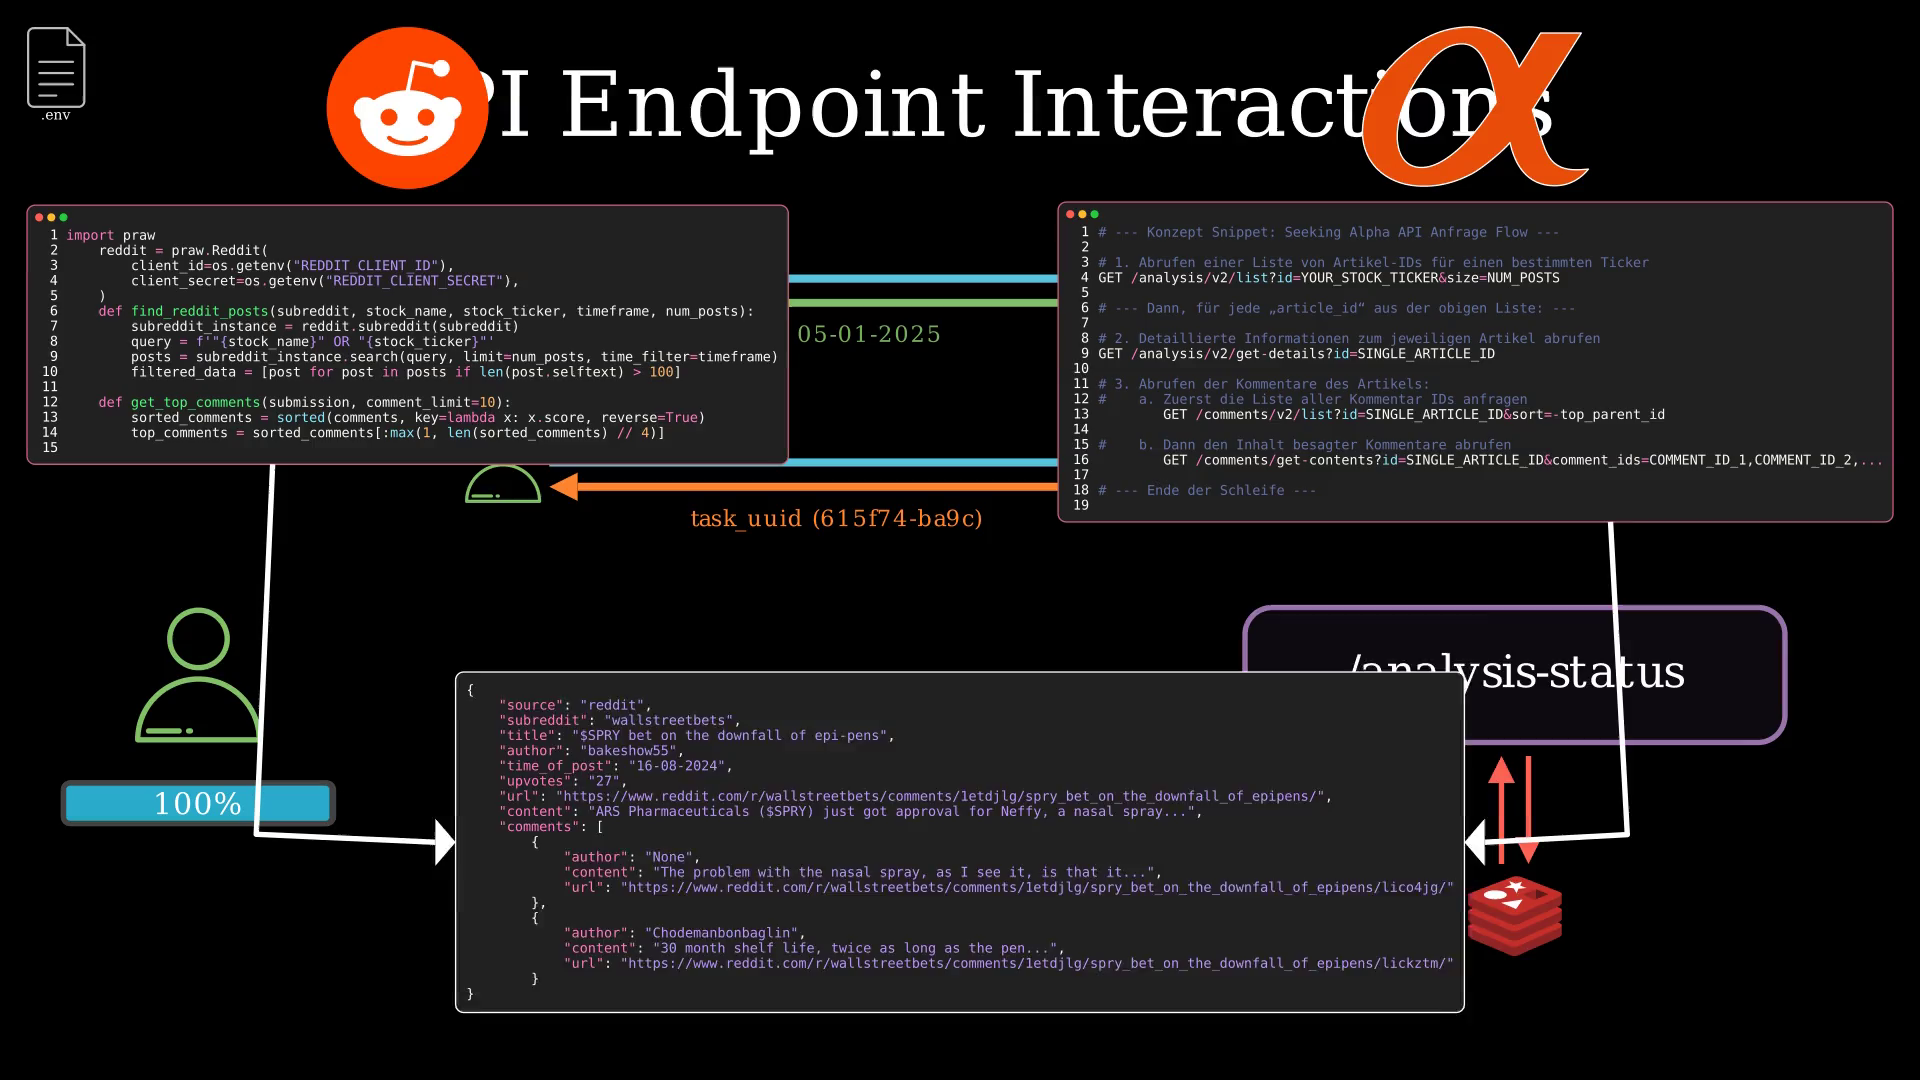 .env
PI Endpoint Interactions
1 import praw
2     reddit = praw.Reddit(
3         client_id=os.getenv("REDDIT_CLIENT_ID"),
4         client_secret=os.getenv("REDDIT_CLIENT_SECRET"),
5     )
6     def find_reddit_posts(subreddit, stock_name, stock_ticker, timeframe, num_posts):
7         subreddit_instance = reddit.subreddit(subreddit)
8         query = f'"{stock_name}" OR "{stock_ticker}"'
9         posts = subreddit_instance.search(query, limit=num_posts, time_filter=timeframe)
10         filtered_data = [post for post in posts if len(post.selftext) > 100]
11
12     def get_top_comments(submission, comment_limit=10):
13         sorted_comments = sorted(comments, key=lambda x: x.score, reverse=True)
14         top_comments = sorted_comments[:max(1, len(sorted_comments) // 4)]
15
05-01-2025
1 # --- Konzept Snippet: Seeking Alpha API Anfrage Flow ---
2
3 # 1. Abrufen einer Liste von Artikel-IDs für einen bestimmten Ticker
4 GET /analysis/v2/list?id=YOUR_STOCK_TICKER&size=NUM_POSTS
5
6 # --- Dann, für jede „article_id“ aus der obigen Liste: ---
7
8 # 2. Detaillierte Informationen zum jeweiligen Artikel abrufen
9 GET /analysis/v2/get-details?id=SINGLE_ARTICLE_ID
10
11 # 3. Abrufen der Kommentare des Artikels:
12 #    a. Zuerst die Liste aller Kommentar IDs anfragen
13         GET /comments/v2/list?id=SINGLE_ARTICLE_ID&sort=-top_parent_id
14
15 #    b. Dann den Inhalt besagter Kommentare abrufen
16         GET /comments/get-contents?id=SINGLE_ARTICLE_ID&comment_ids=COMMENT_ID_1,COMMENT_ID_2,...
17
18 # --- Ende der Schleife ---
19
task_uuid (615f74-ba9c)
/analysis-status
100%
{
    "source": "reddit",
    "subreddit": "wallstreetbets",
    "title": "$SPRY bet on the downfall of epi-pens",
    "author": "bakeshow55",
    "time_of_post": "16-08-2024",
    "upvotes": "27",
    "url": "https://www.reddit.com/r/wallstreetbets/comments/1etdjlg/spry_bet_on_the_downfall_of_epipens/",
    "content": "ARS Pharmaceuticals ($SPRY) just got approval for Neffy, a nasal spray...",
    "comments": [
        {
            "author": "None",
            "content": "The problem with the nasal spray, as I see it, is that it...",
            "url": "https://www.reddit.com/r/wallstreetbets/comments/1etdjlg/spry_bet_on_the_downfall_of_epipens/lico4jg/"
        },
        {
            "author": "Chodemanbonbaglin",
            "content": "30 month shelf life, twice as long as the pen...",
            "url": "https://www.reddit.com/r/wallstreetbets/comments/1etdjlg/spry_bet_on_the_downfall_of_epipens/lickztm/"
        }
}